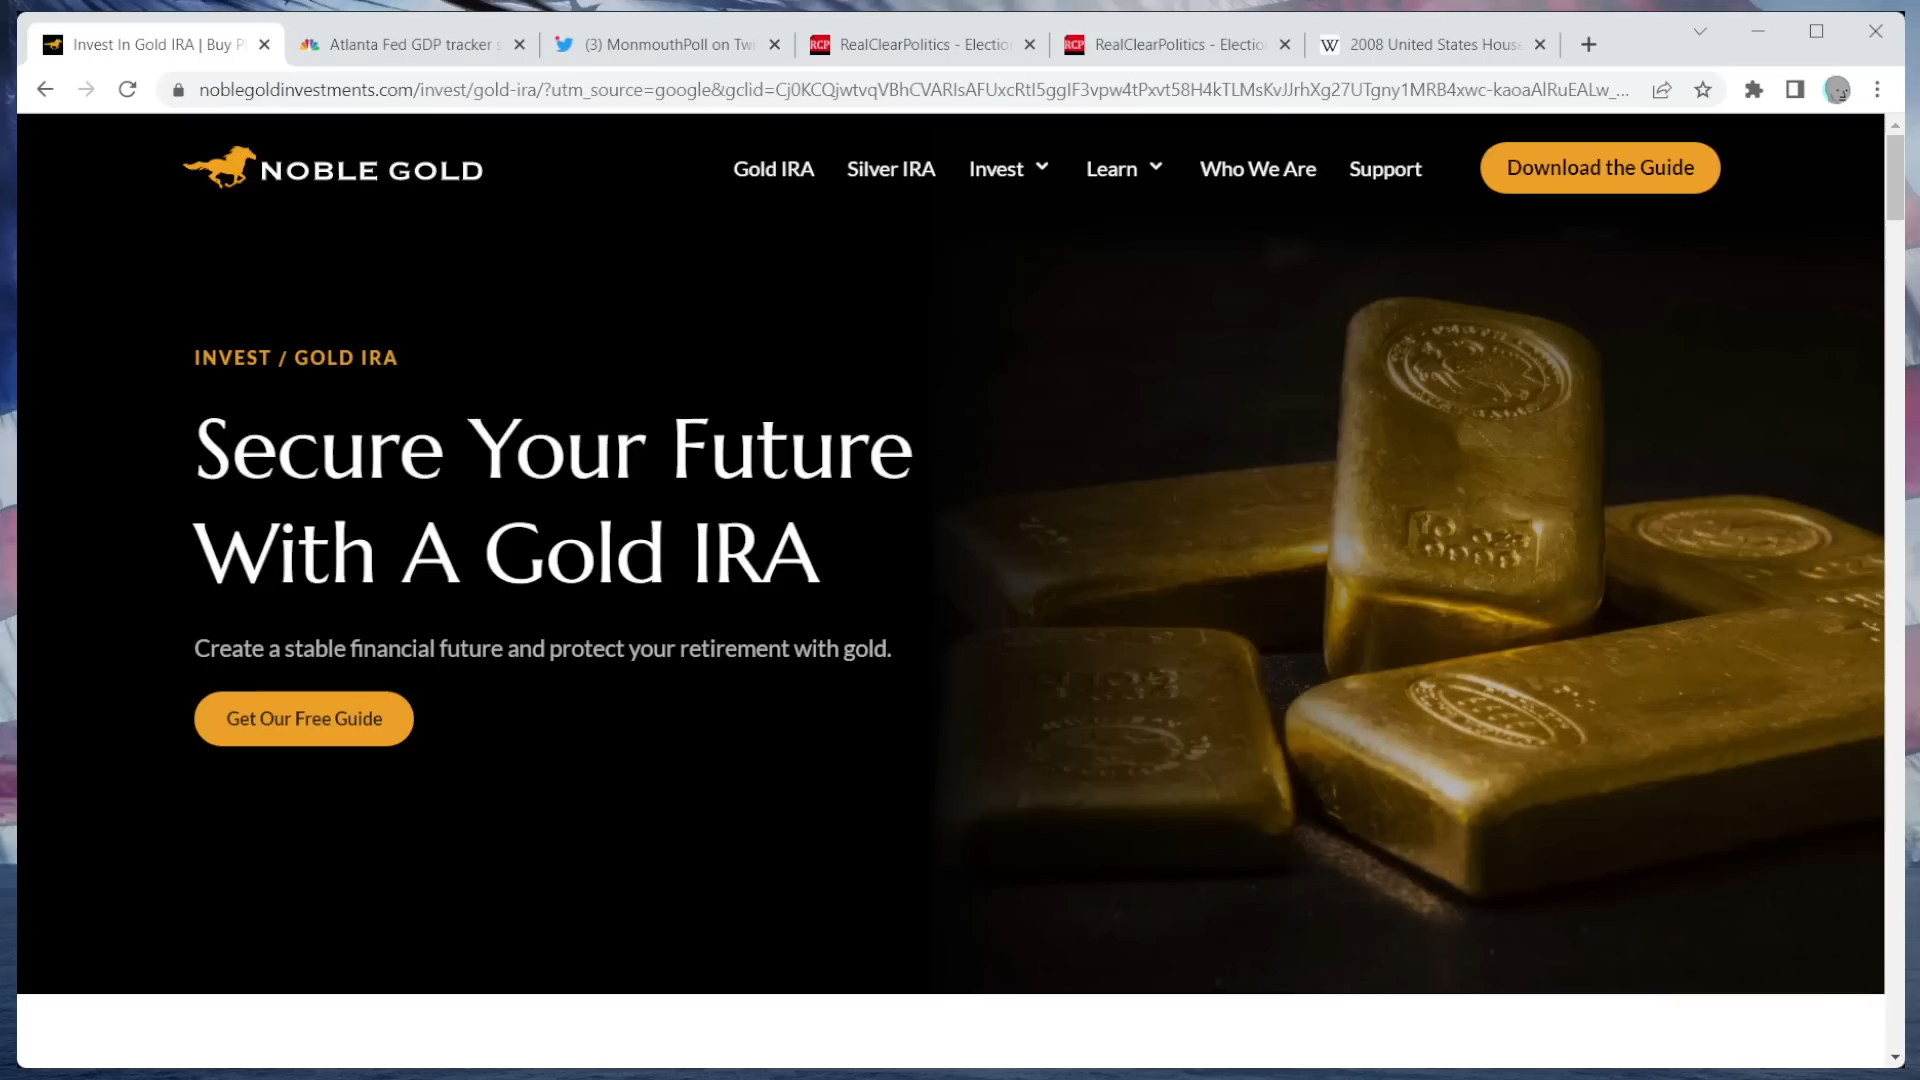 Invest In Gold IRA | Buy P
Atlanta Fed GDP tracker s
(3) MonmouthPoll on Twi
RCP RealClearPolitics - Electio
RCP RealClearPolitics - Electio
W 2008 United States House
noblegoldinvestments.com/invest/gold-ira/?utm_source=google&gclid=
NOBLE GOLD
Gold IRA Silver IRA Invest Learn Who We Are Support
Download the Guide
INVEST / GOLD IRA
Secure Your Future
With A Gold IRA
Create a stable financial future and protect your retirement with gold.
Get Our Free Guide